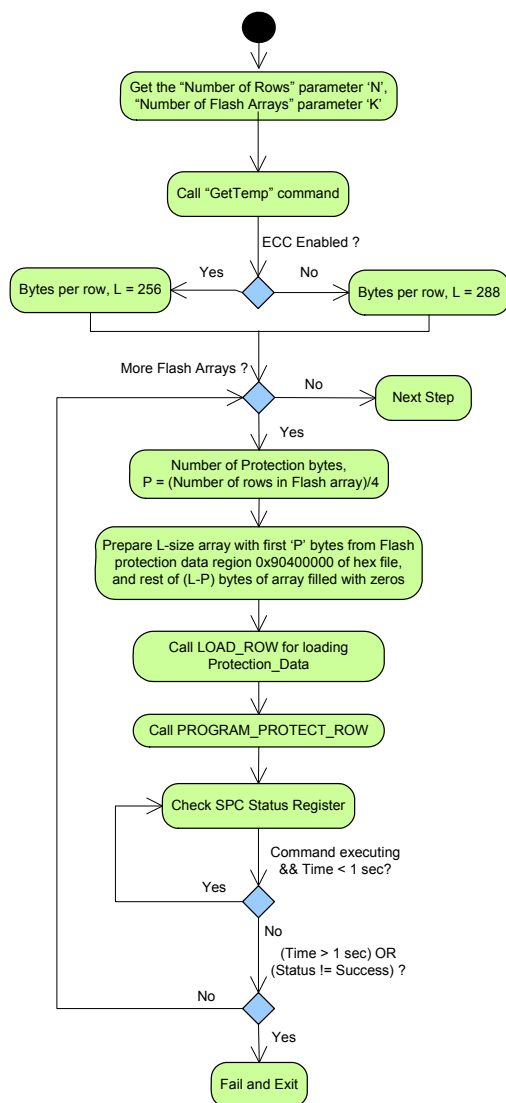 Get the “Number of Rows” parameter ‘N’,
“Number of Flash Arrays” parameter ‘K’
Call “GetTemp” command
ECC Enabled ?
Yes
No
Bytes per row, L = 256
Bytes per row, L = 288
More Flash Arrays ?
No
Next Step
Yes
Number of Protection bytes,
P = (Number of rows in Flash array)/4
Prepare L-size array with first ‘P’ bytes from Flash
protection data region 0x90400000 of hex file,
and rest of (L-P) bytes of array filled with zeros
Call LOAD_ROW for loading
Protection_Data
Call PROGRAM_PROTECT_ROW
Check SPC Status Register
Command executing
&& Time < 1 sec?
Yes
No
(Time > 1 sec) OR
(Status != Success) ?
No
Yes
Fail and Exit